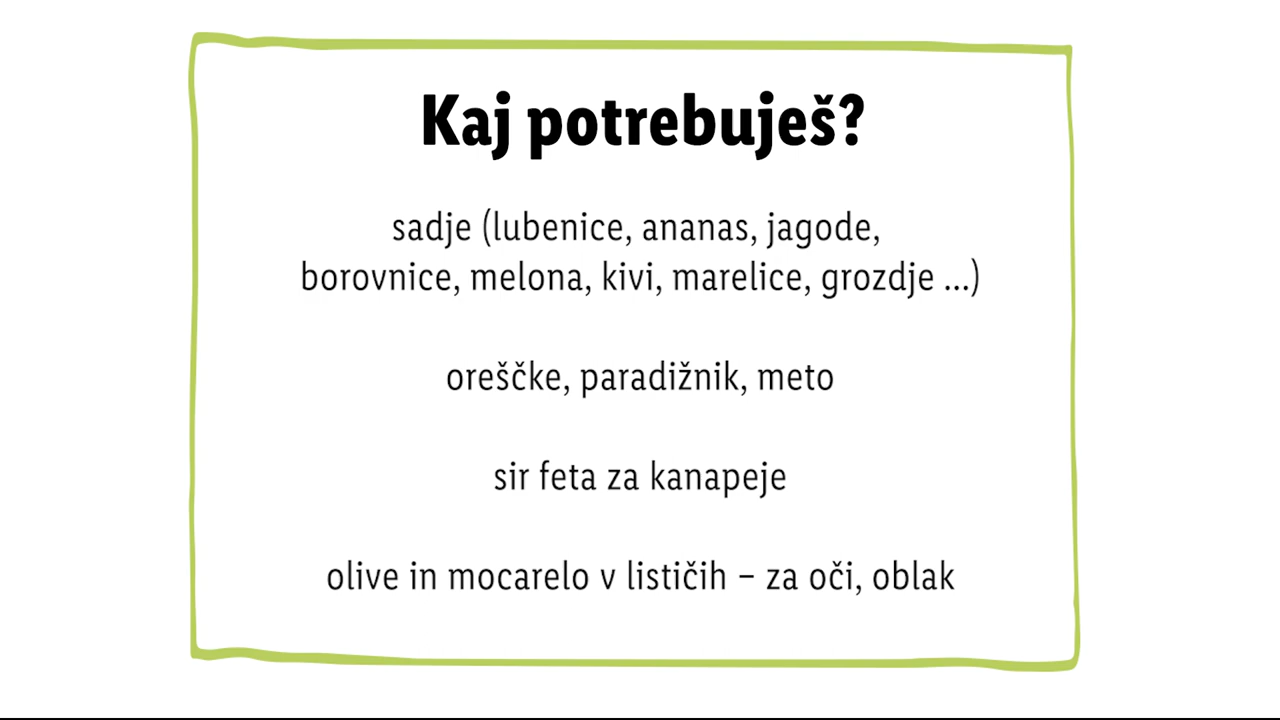 Kaj potrebuješ?
sadje (lubenice, ananas, jagode,
borovnice, melona, kivi, marelice, grozdje ...)
oreščke, paradižnik, meto
sir feta za kanapeje
olive in mocarelo v lističih – za oči, oblak